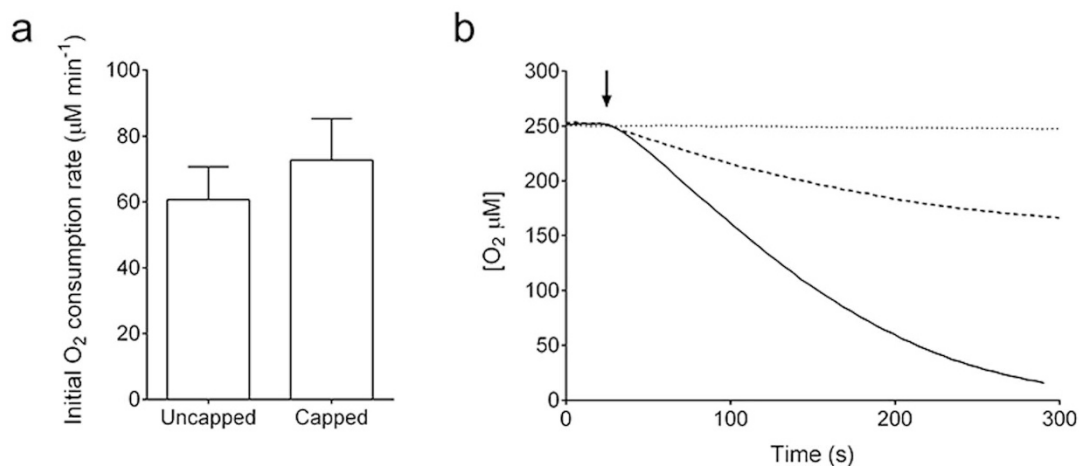 a
Initial O₂ consumption rate (µM min⁻¹)
100
80
60
40
20
0
Uncapped
Capped
b
[O₂ µM]
300
250
200
150
100
50
0
0
100
200
300
Time (s)